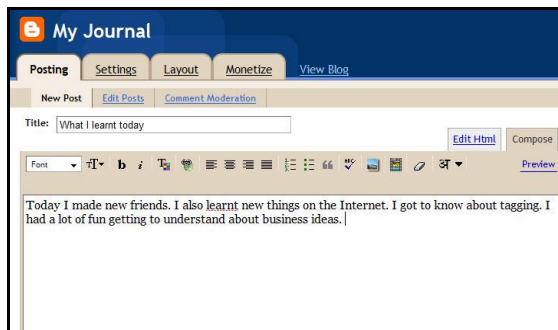 My Journal
Posting Settings Layout Monetize View Blog
New Post Edit Posts Comment Moderation
Title: What I learnt today
Edit Html Compose
Font T b i T ABC अ Preview
Today I made new friends. I also learnt new things on the Internet. I got to know about tagging. I
had a lot of fun getting to understand about business ideas.